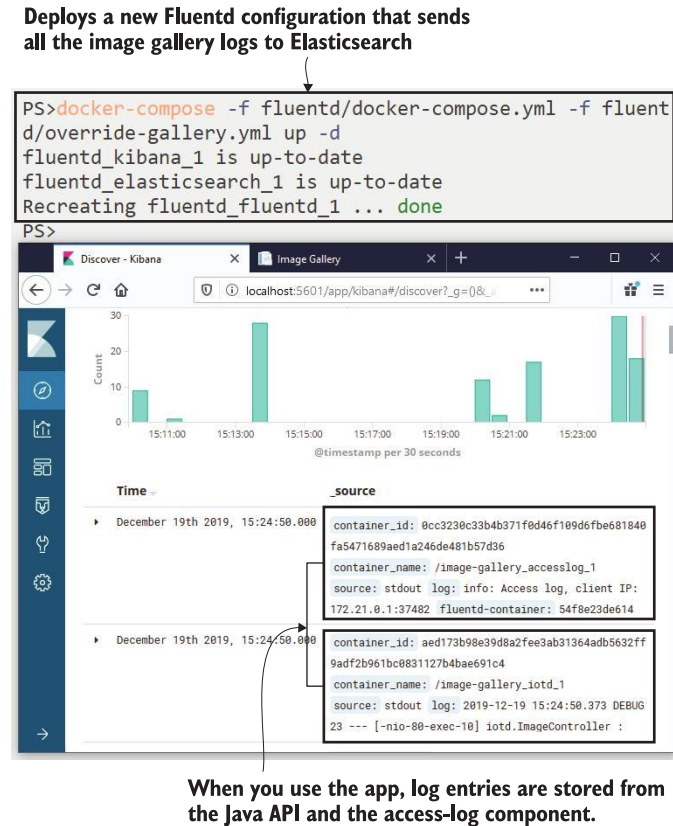 Deploys a new Fluentd configuration that sends
all the image gallery logs to Elasticsearch
PS>docker-compose -f fluentd/docker-compose.yml -f fluent
d/override-gallery.yml up -d
fluentd_kibana_1 is up-to-date
fluentd_elasticsearch_1 is up-to-date
Recreating fluentd_fluentd_1 ... done
PS>
Discover - Kibana
Image Gallery
localhost:5601/app/kibana#/discover?_g=()&_a
30
20
10
0
Count
15:11:00 15:13:00 15:15:00 15:17:00 15:19:00 15:21:00 15:23:00
@timestamp per 30 seconds
Time _source
December 19th 2019, 15:24:50.000
container_id: 0cc3230c33b4b371f0d46f109d6fbe681840
fa5471689aed1a246de481b57d36
container_name: /image-gallery_accesslog_1
source: stdout log: info: Access log, client IP:
172.21.0.1:37482 fluentd-container: 54f8e23de614
December 19th 2019, 15:24:50.000
container_id: aed173b98e39d8a2fee3ab31364adb5632ff
9adf2b961bc0831127b4bae691c4
container_name: /image-gallery_iotd_1
source: stdout log: 2019-12-19 15:24:50.373 DEBUG
23 --- [-nio-80-exec-10] iotd.ImageController :
When you use the app, log entries are stored from
the Java API and the access-log component.